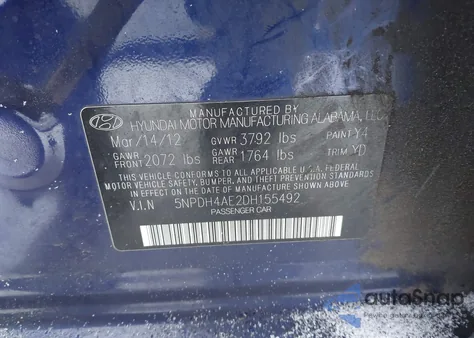 MANUFACTURED BY
HYUNDAI MOTOR MANUFACTURING ALABAMA, LLC
Mar/14/12 GVWR 3792 lbs PAINT Y4
GAWR FRONT 2072 lbs GAWR REAR 1764 lbs TRIM YD
THIS VEHICLE CONFORMS TO ALL APPLICABLE U.S.A. FEDERAL
MOTOR VEHICLE SAFETY, BUMPER, AND THEFT PREVENTION STANDARDS
IN EFFECT ON THE DATE OF MANUFACTURE SHOWN ABOVE.
V.I.N 5NPDH4AE2DH155492
PASSENGER CAR
autoSnap